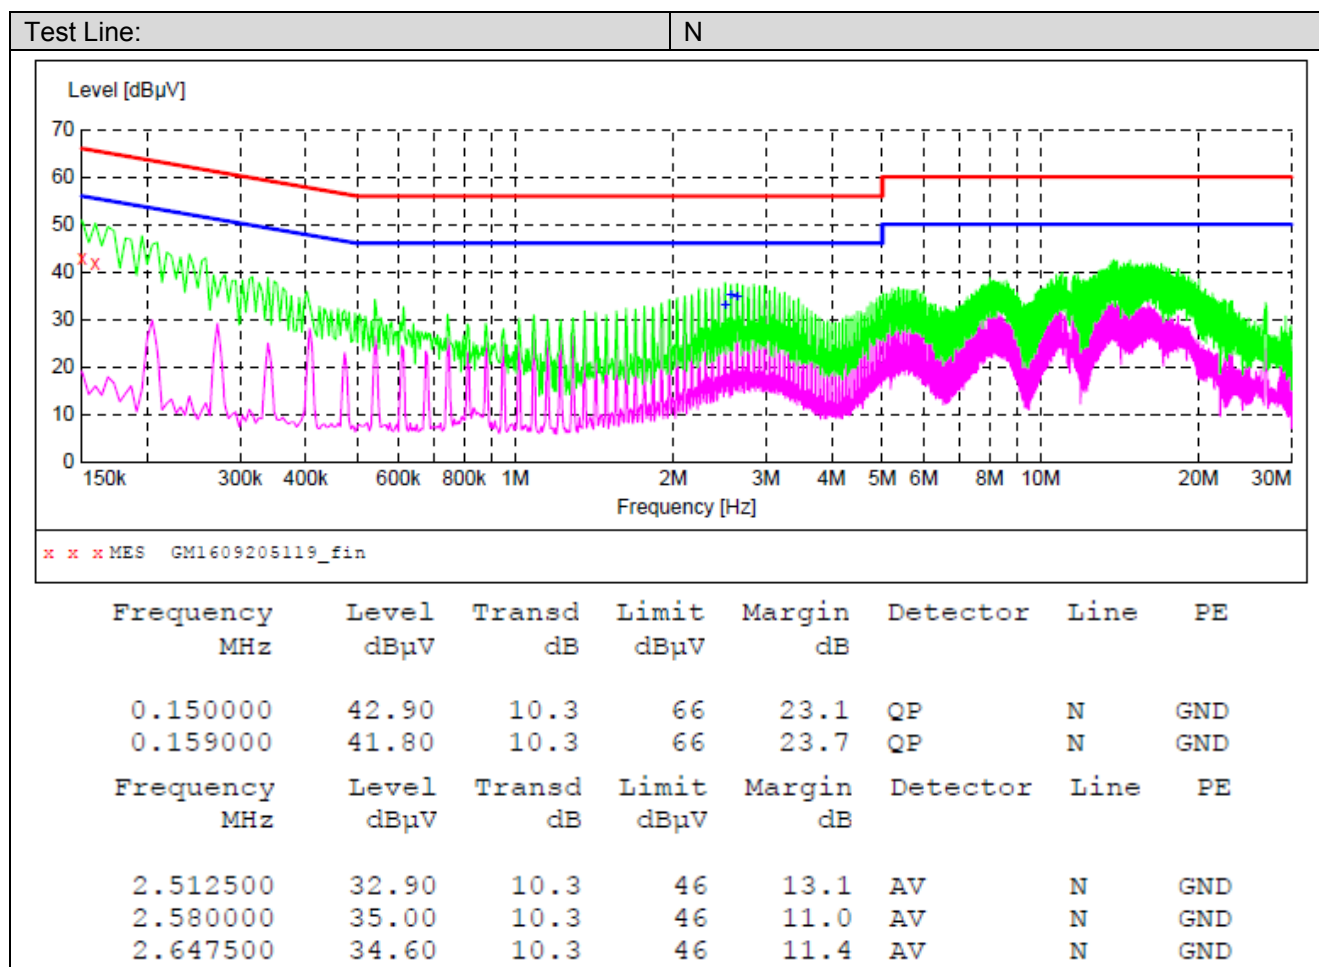 Test Line: N
Level [dBµV]
70
60
50
40
30
20
10
0
150k 300k 400k 600k 800k 1M 2M 3M 4M 5M 6M 8M 10M 20M 30M
Frequency [Hz]
x x x MES GM1609205119_fin
Frequency Level Transd Limit Margin Detector Line PE
MHz dBµV dB dBµV dB
0.150000 42.90 10.3 66 23.1 QP N GND
0.159000 41.80 10.3 66 23.7 QP N GND
Frequency Level Transd Limit Margin Detector Line PE
MHz dBµV dB dBµV dB
2.512500 32.90 10.3 46 13.1 AV N GND
2.580000 35.00 10.3 46 11.0 AV N GND
2.647500 34.60 10.3 46 11.4 AV N GND